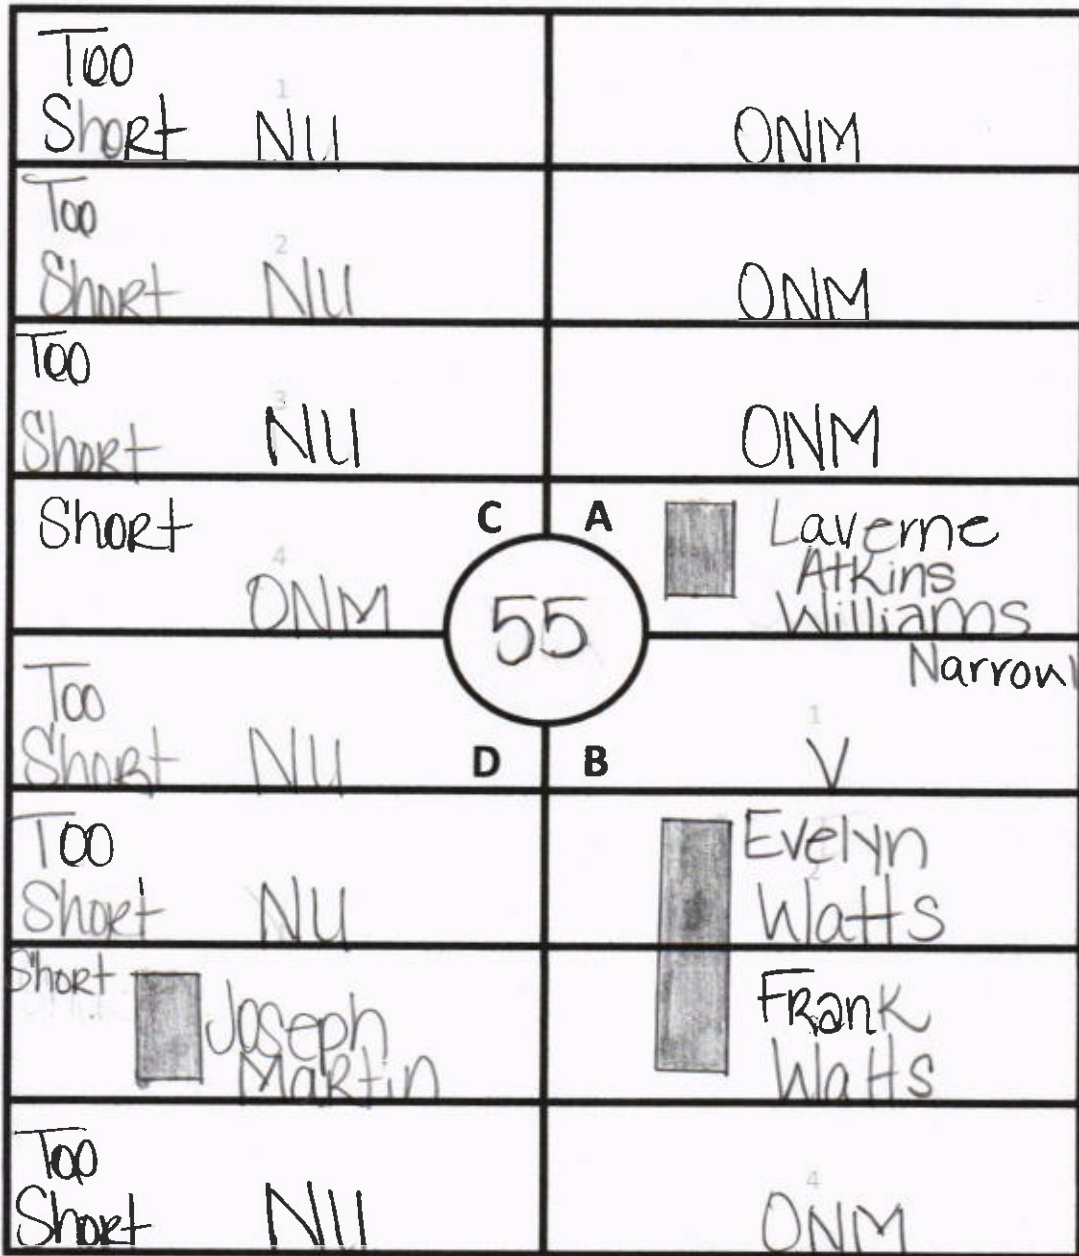 Too
Short 1 NU
ONM
Too
Short 2 NU
ONM
Too
Short 3 NU
ONM
Short
4
ONM
C A
Laverne
Atkins
Williams
55
Too
Short NU
D B
Narrow
1
V
Too
Short NU
Evelyn
2
Watts
Short
Joseph
Martin
Frank
Watts
Too
Short NU
4
ONM